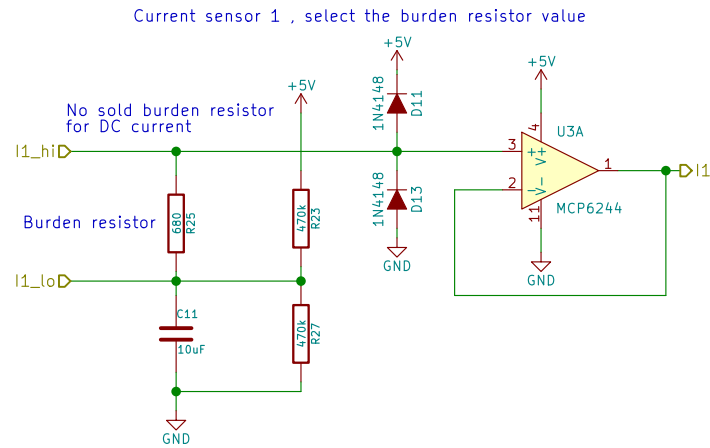 Current sensor 1 , select the burden resistor value
+5V
+5V
+5V
1N4148
D11
No sold burden resistor
for DC current
4
U3A
I1_hi
3
+
V+
1
I1
2
-
V-
11
MCP6244
1N4148
D13
GND
GND
Burden resistor
680
R25
470k
R23
I1_lo
C11
10uF
470k
R27
GND